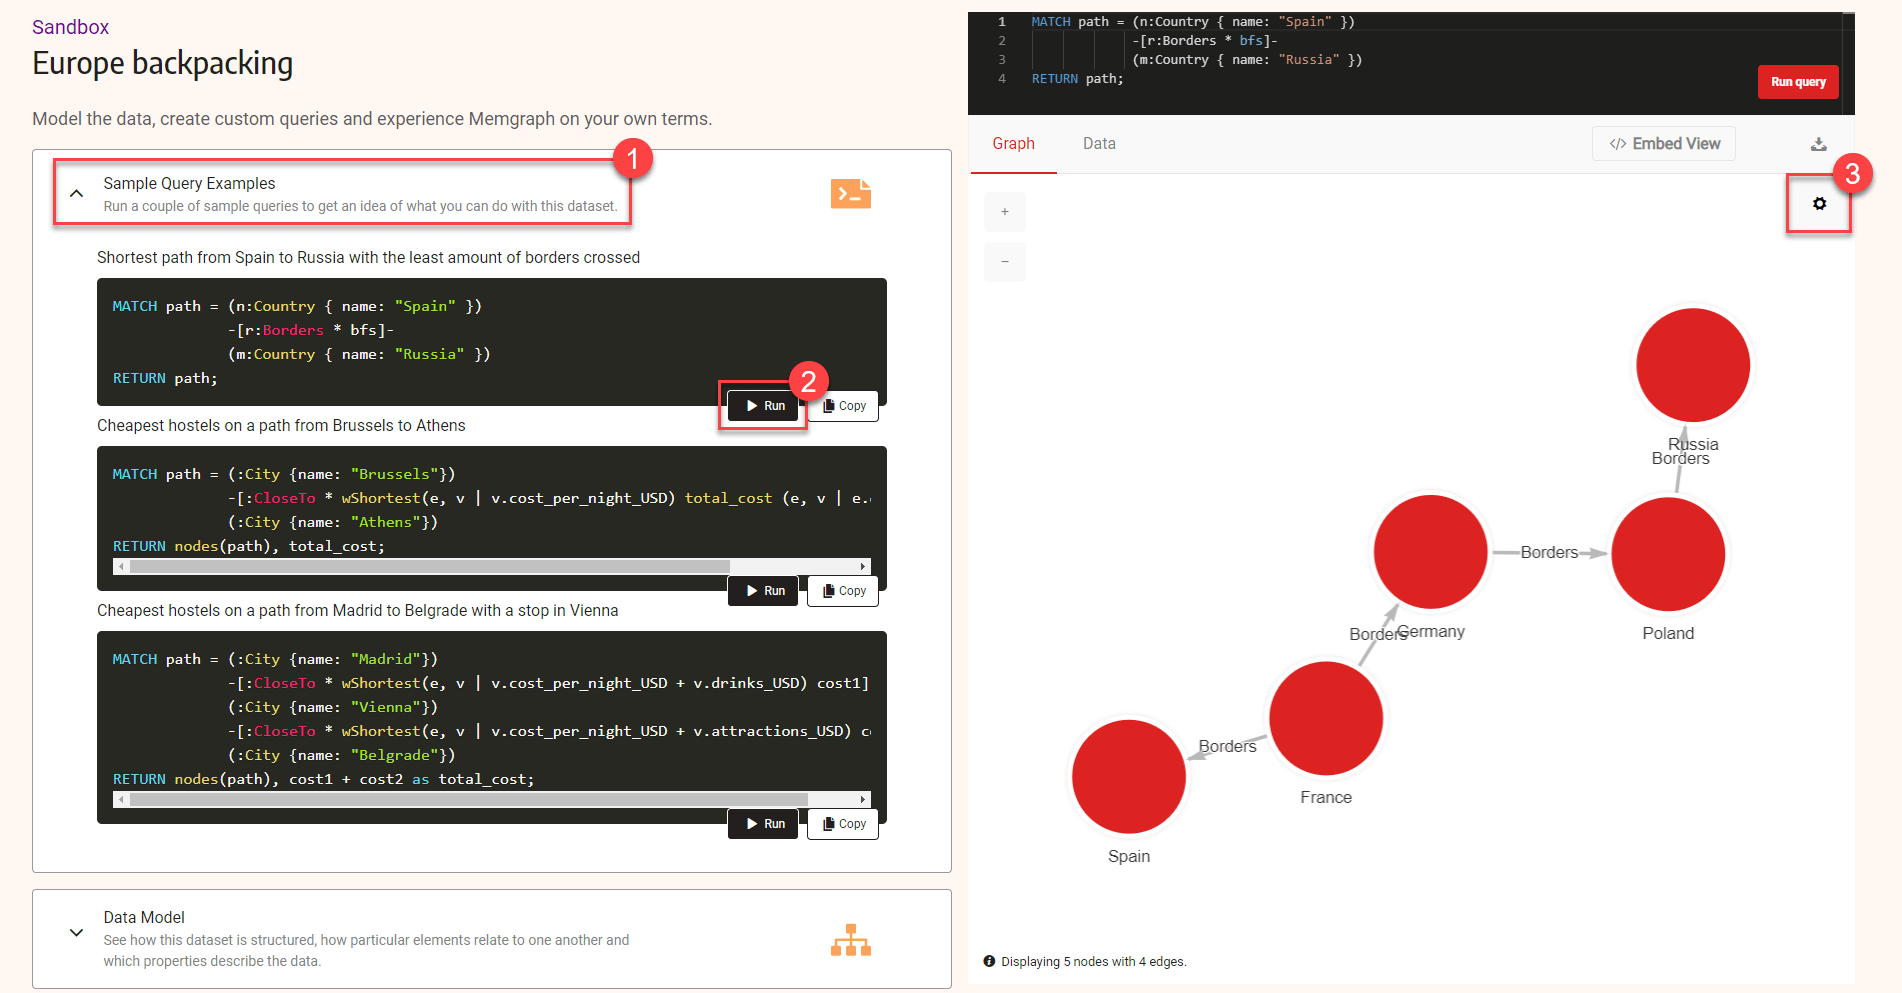 Sandbox
Europe backpacking
Model the data, create custom queries and experience Memgraph on your own terms.
1
Sample Query Examples
Run a couple of sample queries to get an idea of what you can do with this dataset.
Shortest path from Spain to Russia with the least amount of borders crossed
MATCH path = (n:Country { name: "Spain" })
-[r:Borders * bfs]-
(m:Country { name: "Russia" })
RETURN path;
2
Run
Copy
Cheapest hostels on a path from Brussels to Athens
MATCH path = (:City {name: "Brussels"})
-[:CloseTo * wShortest(e, v | v.cost_per_night_USD) total_cost (e, v | e.
(:City {name: "Athens"})
RETURN nodes(path), total_cost;
Run
Copy
Cheapest hostels on a path from Madrid to Belgrade with a stop in Vienna
MATCH path = (:City {name: "Madrid"})
-[:CloseTo * wShortest(e, v | v.cost_per_night_USD + v.drinks_USD) cost1]
(:City {name: "Vienna"})
-[:CloseTo * wShortest(e, v | v.cost_per_night_USD + v.attractions_USD) c
(:City {name: "Belgrade"})
RETURN nodes(path), cost1 + cost2 as total_cost;
Run
Copy
Data Model
See how this dataset is structured, how particular elements relate to one another and
which properties describe the data.
1 MATCH path = (n:Country { name: "Spain" })
2 -[r:Borders * bfs]-
3 (m:Country { name: "Russia" })
4 RETURN path;
Run query
Graph
Data
</> Embed View
3
+
−
Russia
Borders
Borders
Borders
Germany
Poland
Borders
France
Spain
Displaying 5 nodes with 4 edges.